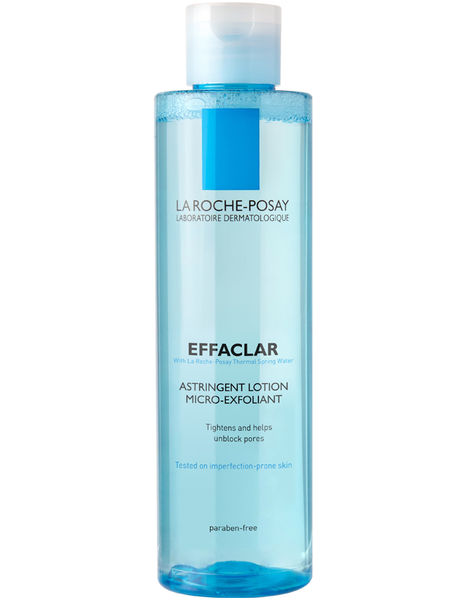 LA ROCHE-POSAY
LABORATOIRE DERMATOLOGIQUE
EFFACLAR
With La Roche-Posay Thermal Spring Water
ASTRINGENT LOTION
MICRO-EXFOLIANT
Tightens and helps
unblock pores
Tested on imperfection-prone skin
paraben-free